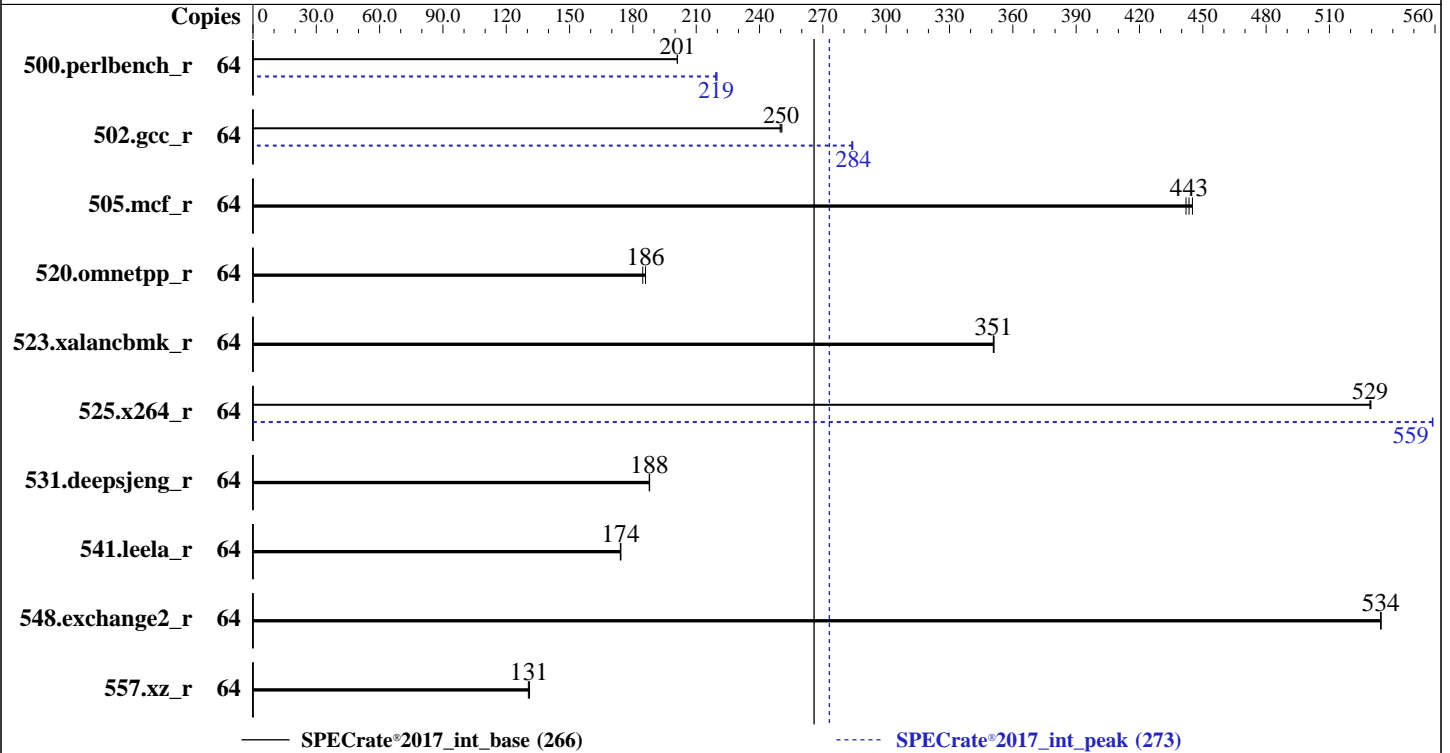 Copies 0 30.0 60.0 90.0 120 150 180 210 240 270 300 330 360 390 420 450 480 510 560
201
500.perlbench_r 64
219
250
502.gcc_r 64
284
443
505.mcf_r 64
186
520.omnetpp_r 64
351
523.xalancbmk_r 64
529
525.x264_r 64
559
188
531.deepsjeng_r 64
174
541.leela_r 64
534
548.exchange2_r 64
131
557.xz_r 64
SPECrate®2017_int_base (266) SPECrate®2017_int_peak (273)